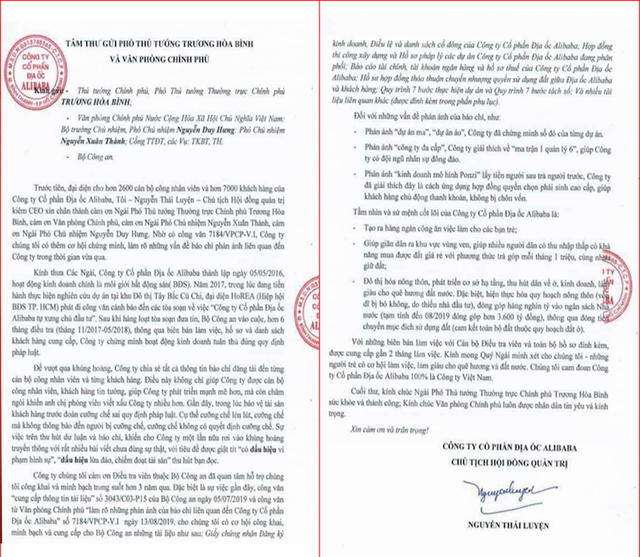 TÂM THƯ GỬI PHÓ THỦ TƯỚNG TRƯƠNG HÒA BÌNH
VÀ VĂN PHÒNG CHÍNH PHỦ
CÔNG TY
CỔ PHẦN
ĐỊA ỐC
ALIBABA
Kính gửi: - Thủ tướng Chính phủ, Phó Thủ Tướng Thường trực Chính phủ
TRƯƠNG HÒA BÌNH;
- Văn phòng Chính phủ Nước Cộng Hòa Xã Hội Chủ Nghĩa Việt Nam:
Bộ trưởng Chủ nhiệm, Phó Chủ nhiệm Nguyễn Duy Hưng; Phó Chủ nhiệm
Nguyễn Xuân Thành; Cổng TTĐT, các Vụ: TKBT, TH.
- Bộ Công an.
Trước tiên, đại diện cho hơn 2600 cán bộ công nhân viên và hơn 7000 khách hàng của
Công ty Cổ phần Địa ốc Alibaba, Tôi – Nguyễn Thái Luyện – Chủ tịch Hội đồng quản trị
kiêm CEO xin chân thành cảm ơn Ngài Phó Thủ Tướng Thường trực Chính phủ Trương Hòa
Bình, cảm ơn Văn Phòng Chính Phủ, cảm ơn Ngài Phó Chủ nhiệm Nguyễn Xuân Thành, cảm
ơn Ngài Phó Chủ nhiệm Nguyễn Duy Hưng. Nhờ có công văn 7184/VPCP-V.I, Công ty
chúng tôi có thêm cơ hội chứng minh, làm rõ những vấn đề báo chí phản ánh liên quan đến
Công ty trong thời gian vừa qua.
Kính thưa Các Ngài, Công ty Cổ phần Địa ốc Alibaba thành lập ngày 05/05/2016,
hoạt động kinh doanh là môi giới bất động sản( BĐS). Năm 2017, trong lúc đang tiến
hành thực hiện nghiên cứu dự án tại khu Đô thị Tây Bắc Củ Chi, đại diện HoREA (Hiệp hội
BĐS TP. HCM) phát đi công văn cảnh báo đến các tòa soạn về việc "Công ty Cổ phần Địa
ốc Alibaba tự xưng chủ đầu tư". Sau khi hàng loạt tòa soạn đưa tin, Bộ Công an vào cuộc, hơn 6
tháng điều tra (tháng 11/2017-05/2018), thông qua biên bản làm việc, hồ sơ và danh sách
khách hàng cung cấp, Công ty chứng minh hoạt động kinh doanh tuân thủ đúng quy định
pháp luật.
Để vượt qua khủng hoảng, Công ty chia sẻ tất cả thông tin báo chí đăng tải đến từng
cán bộ công nhân viên và từng khách hàng. Điều này không chỉ giúp Công ty được cán bộ
công nhân viên, khách hàng tin tưởng, giúp Công ty phát triển mạnh mẽ hơn, mà còn châm
ngòi khiến anh chị phóng viên viết xấu Công ty nhiều hơn. Gần đây, trong lúc bảo vệ tài sản
khách hàng trước đoàn cưỡng chế sai quy định pháp luật. Cụ thể cưỡng chế lớn lút, cưỡng chế
mà không thông báo đến người bị cưỡng chế, cưỡng chế không có quyết định cưỡng chế. Sự
việc trên thu hút dư luận và báo chí, khiến cho Công ty một lần nữa rơi vào khủng hoảng
truyền thông với rất nhiều bài viết chưa đúng sự thật, với tiêu đề được giật tít "có dấu hiệu vi
phạm hình sự", "dấu hiệu lừa đảo, chiếm đoạt tài sản" thu hút bạn đọc.
Công ty chúng tôi cảm ơn Điều tra viên thuộc Bộ Công an đã quan tâm hỗ trợ chúng
tôi công khai và minh bạch trong suốt hơn 3 năm qua. Đặc biệt là sự việc gần đây, công văn
"cung cấp thông tin tài liệu" số 3043/C03-P15 của Bộ Công an ngày 05/07/2019 và công văn
từ Văn phòng Chính phủ "làm rõ những phản ánh của báo chí liên quan đến Công ty Cổ phần
Địa ốc Alibaba" số 7184/VPCP-V.I ngày 13/08/2019, cho chúng tôi có cơ hội công khai,
minh bạch và cung cấp cho Bộ Công an những tài liệu như sau: Giấy chứng nhận Đăng ký
kinh doanh, Điều lệ và danh sách cổ đông của Công ty Cổ phần Địa ốc Alibaba; Hợp đồng
thi công xây dựng và Hồ sơ pháp lý các dự án Công ty Cổ phần Địa ốc Alibaba đang phân
phối; Báo cáo tài chính, tài khoản ngân hàng và hồ sơ thuế của Công ty Cổ phần Địa ốc
Alibaba; Hồ sơ hợp đồng thỏa thuận chuyển nhượng quyền sử dụng đất giữa Địa ốc Alibaba
và khách hàng; Quy trình 7 bước thực hiện dự án và Quy trình 7 bước tách sổ; Và nhiều tài
liệu liên quan khác (được đính kèm trong phần phụ lục).
Đối với những vấn đề phản ánh của báo chí, như:
- Phản ánh "dự án ma", "dự án ảo", Công ty đã chứng minh số đỏ của từng dự án.
- Phản ánh "công ty đa cấp", Công ty giải thích về "ma trận 1 quản lý 6", giúp Công
ty có đội ngũ nhân sự đông đảo.
- Phản ánh "kinh doanh mô hình Ponzi" lấy tiền người sau trả người trước, Công ty
đã giải thích đây là cách ứng dụng hợp đồng quyền chọn phái sinh cao cấp, giúp
khách hàng chủ động thanh khoản, không bị chôn vốn.
Tầm nhìn và sứ mệnh cốt lõi của Công ty Cổ phần Địa ốc Alibaba là:
- Tạo ra hàng ngàn công ăn việc làm cho các bạn trẻ;
- Giúp giãn dân ra khu vực vùng ven, giúp nhiều người dân có thu nhập thấp có khả
năng mua được đất giá rẻ với phương thức trả góp mỗi tháng 1 triệu, cùng nhà
giữ đất;
- Đô thị hóa nông thôn, phát triển cơ sở hạ tầng, thu hút dân về ở, kinh doanh, làm
giàu cho quê hương đất nước. Đặc biệt, hiện thực hóa quy hoạch nông thôn (vốn
dĩ bị bỏ không, do thiếu nhà đầu tư), đóng góp hàng nghìn tỷ vào ngân sách Nhà
nước (tạm tính đến 08/2019 đóng góp hơn 3.600 tỷ đồng), thông qua đóng tiền
chuyển mục đích sử dụng đất (cam kết toàn bộ đất thuộc quy hoạch đất ở).
Với những biên bản làm việc với Cán bộ Điều tra viên và toàn bộ hồ sơ đính kèm,
được cung cấp gần 2 tháng làm việc. Kính mong Quý Ngài minh xét cho chúng tôi - những
người trẻ có cơ hội làm việc, làm giàu cho quê hương và đất nước. Chúng tôi cam đoan Công
ty Cổ phần Địa ốc Alibaba 100% là Công ty Việt Nam.
Cuối thư, kính chúc Ngài Phó Thủ Tướng Thường trực Chính phủ Trương Hòa Bình
sức khỏe và thành công; Kính chúc Văn Phòng Chính Phủ luôn được nhân dân tin yêu và kính
trọng.
Xin cảm ơn và trân trọng!
CÔNG TY CỔ PHẦN ĐỊA ỐC ALIBABA
CHỦ TỊCH HỘI ĐỒNG QUẢN TRỊ
NGUYỄN THÁI LUYỆN